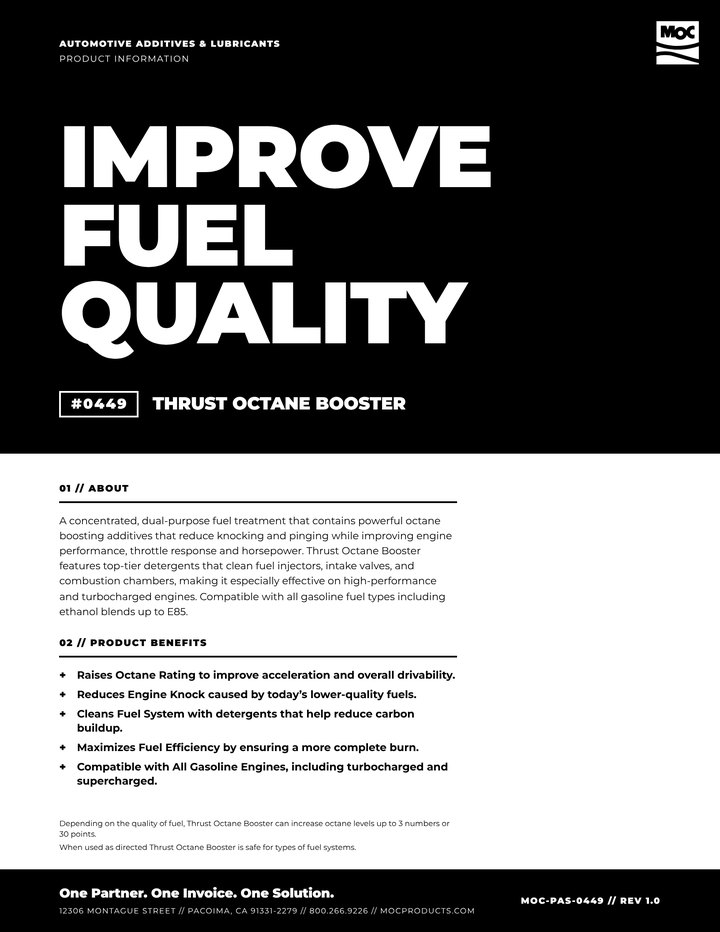 AUTOMOTIVE ADDITIVES & LUBRICANTS
PRODUCT INFORMATION
MOC
IMPROVE
FUEL
QUALITY
#0449 THRUST OCTANE BOOSTER
01 // ABOUT
A concentrated, dual-purpose fuel treatment that contains powerful octane
boosting additives that reduce knocking and pinging while improving engine
performance, throttle response and horsepower. Thrust Octane Booster
features top-tier detergents that clean fuel injectors, intake valves, and
combustion chambers, making it especially effective on high-performance
and turbocharged engines. Compatible with all gasoline fuel types including
ethanol blends up to E85.
02 // PRODUCT BENEFITS
+ Raises Octane Rating to improve acceleration and overall drivability.
+ Reduces Engine Knock caused by today’s lower-quality fuels.
+ Cleans Fuel System with detergents that help reduce carbon
buildup.
+ Maximizes Fuel Efficiency by ensuring a more complete burn.
+ Compatible with All Gasoline Engines, including turbocharged and
supercharged.
Depending on the quality of fuel, Thrust Octane Booster can increase octane levels up to 3 numbers or
30 points.
When used as directed Thrust Octane Booster is safe for types of fuel systems.
One Partner. One Invoice. One Solution.
12306 MONTAGUE STREET // PACOIMA, CA 91331-2279 // 800.266.9226 // MOCPRODUCTS.COM
MOC-PAS-0449 // REV 1.0